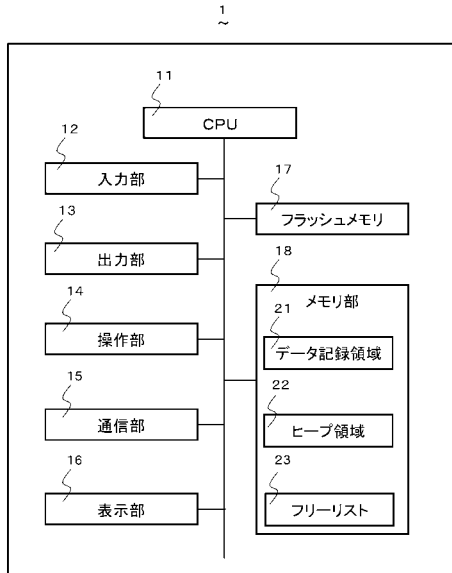 1
11
CPU
12
入力部
17
フラッシュメモリ
13
出力部
18
メモリ部
14
操作部
21
データ記録領域
15
通信部
22
ヒープ領域
16
表示部
23
フリーリスト